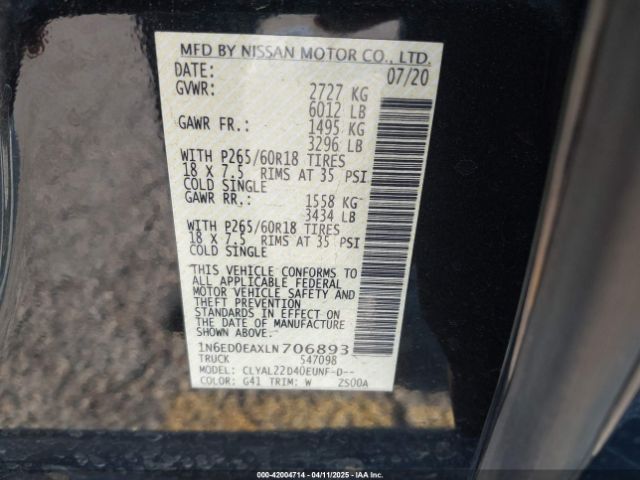 MFD BY NISSAN MOTOR CO., LTD.
DATE: 07/20
GVWR: 2727 KG
6012 LB
GAWR FR.: 1495 KG
3296 LB
WITH P265/60R18 TIRES
18 X 7.5 RIMS AT 35 PSI
COLD SINGLE
GAWR RR.: 1558 KG
3434 LB
WITH P265/60R18 TIRES
18 X 7.5 RIMS AT 35 PSI
COLD SINGLE
THIS VEHICLE CONFORMS TO
ALL APPLICABLE FEDERAL
MOTOR VEHICLE SAFETY AND
THEFT PREVENTION
STANDARDS IN EFFECT ON
THE DATE OF MANUFACTURE
SHOWN ABOVE.
1N6ED0EAXLN706893
TRUCK 547098
MODEL: CLYAL22D40EUNF-D--
COLOR: G41 TRIM: W 2S00A
000-42004714 - 04/11/2025 - IAA Inc.